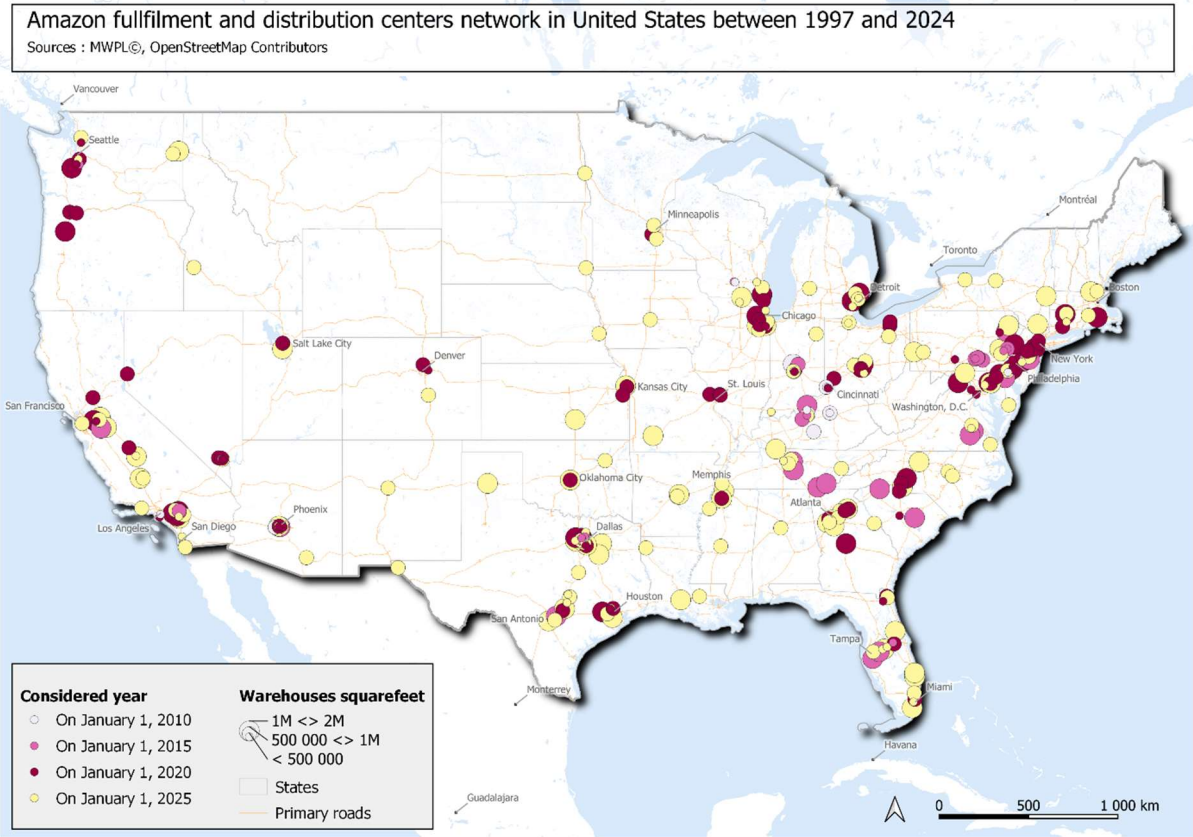 Amazon fullfilment and distribution centers network in United States between 1997 and 2024
Sources : MWPL©, OpenStreetMap Contributors
Vancouver
Seattle
Minneapolis
Montréal
Toronto
Detroit
Boston
Chicago
Salt Lake City
Denver
New York
Philadelphia
Kansas City
St. Louis
Cincinnati
San Francisco
Washington, D.C.
Oklahoma City
Memphis
Atlanta
Phoenix
Los Angeles
San Diego
Dallas
Houston
San Antonio
Tampa
Miami
Monterrey
Havana
Guadalajara
Considered year
On January 1, 2010
On January 1, 2015
On January 1, 2020
On January 1, 2025
Warehouses squarefeet
1M <> 2M
500 000 <> 1M
< 500 000
States
Primary roads
0 500 1 000 km